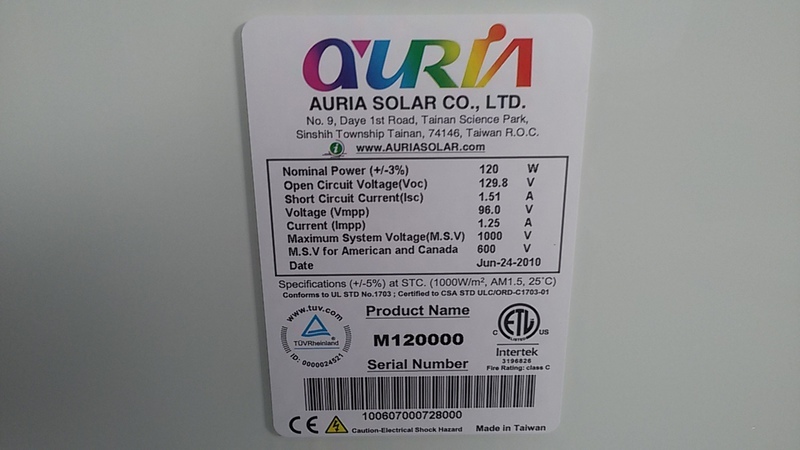 AURIA
AURIA SOLAR CO., LTD.
No. 9, Daye 1st Road, Tainan Science Park,
Sinshih Township Tainan, 74146, Taiwan R.O.C.
i www.AURIASOLAR.com
Nominal Power (+/-3%) 120 W
Open Circuit Voltage(Voc) 129.8 V
Short Circuit Current(Isc) 1.51 A
Voltage (Vmpp) 96.0 V
Current (Impp) 1.25 A
Maximum System Voltage(M.S.V) 1000 V
M.S.V for American and Canada 600 V
Date Jun-24-2010
Specifications (+/-5%) at STC. (1000W/m², AM1.5, 25°C)
Conforms to UL STD No.1703 ; Certified to CSA STD ULC/ORD-C1703-01
www.tuv.com
TÜVRheinland
ID: 0000024521
Product Name
M120000
Serial Number
C ETL US
LISTED
Intertek
3196826
Fire Rating: class C
100607000728000
CE Caution-Electrical Shock Hazard Made in Taiwan